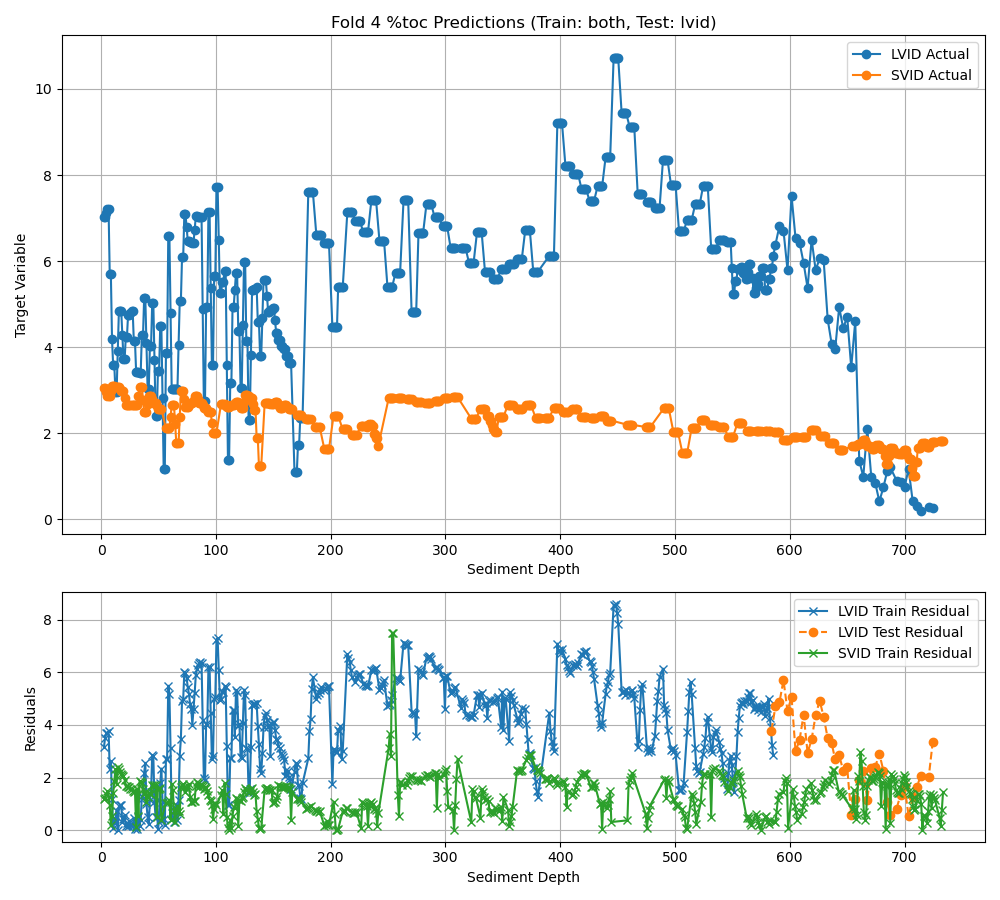 Fold 4 %toc Predictions (Train: both, Test: lvid)
Target Variable
10
8
6
4
2
0
LVID Actual
SVID Actual
0 100 200 300 400 500 600 700
Sediment Depth
Residuals
8
6
4
2
0
LVID Train Residual
LVID Test Residual
SVID Train Residual
0 100 200 300 400 500 600 700
Sediment Depth